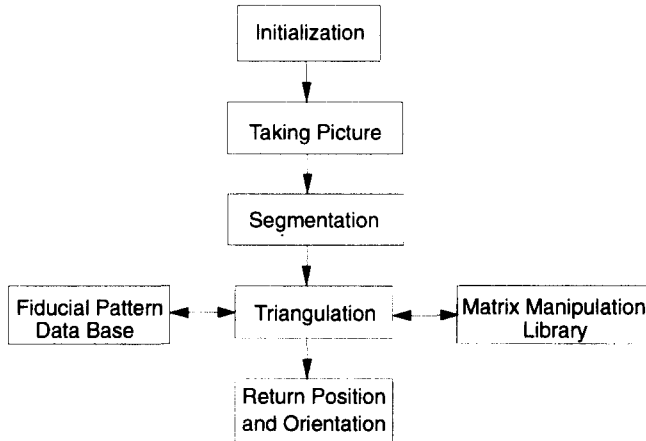 Initialization
Taking Picture
Segmentation
Fiducial Pattern
Data Base
Triangulation
Matrix Manipulation
Library
Return Position
and Orientation